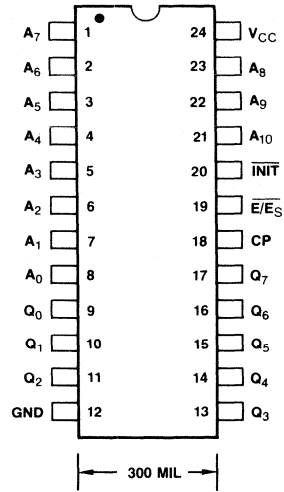 A7 1 24 VCC
A6 2 23 A8
A5 3 22 A9
A4 4 21 A10
A3 5 20 INIT
A2 6 19 E/ES
A1 7 18 CP
A0 8 17 Q7
Q0 9 16 Q6
Q1 10 15 Q5
Q2 11 14 Q4
GND 12 13 Q3
300 MIL